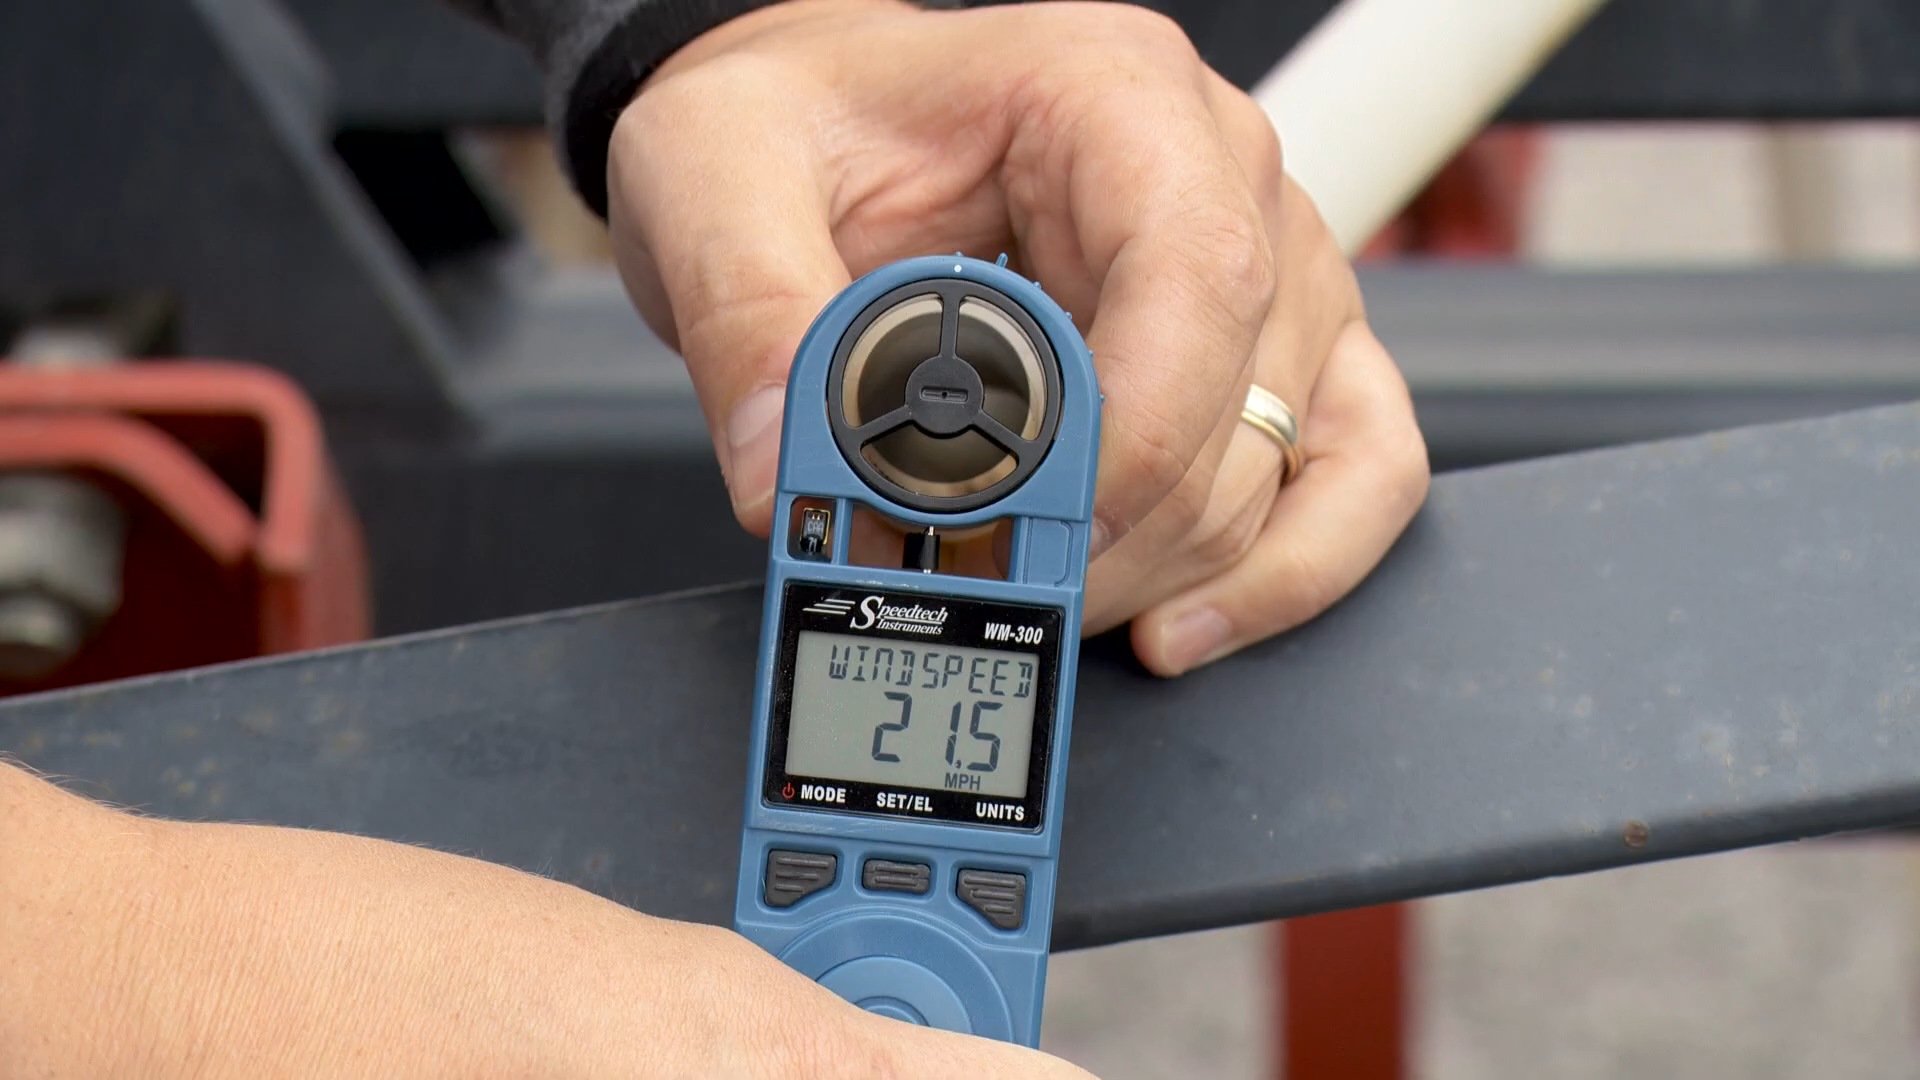 Speedtech
Instruments
WM-300
WINDSPEED
21.5
MPH
MODE SET/EL UNITS